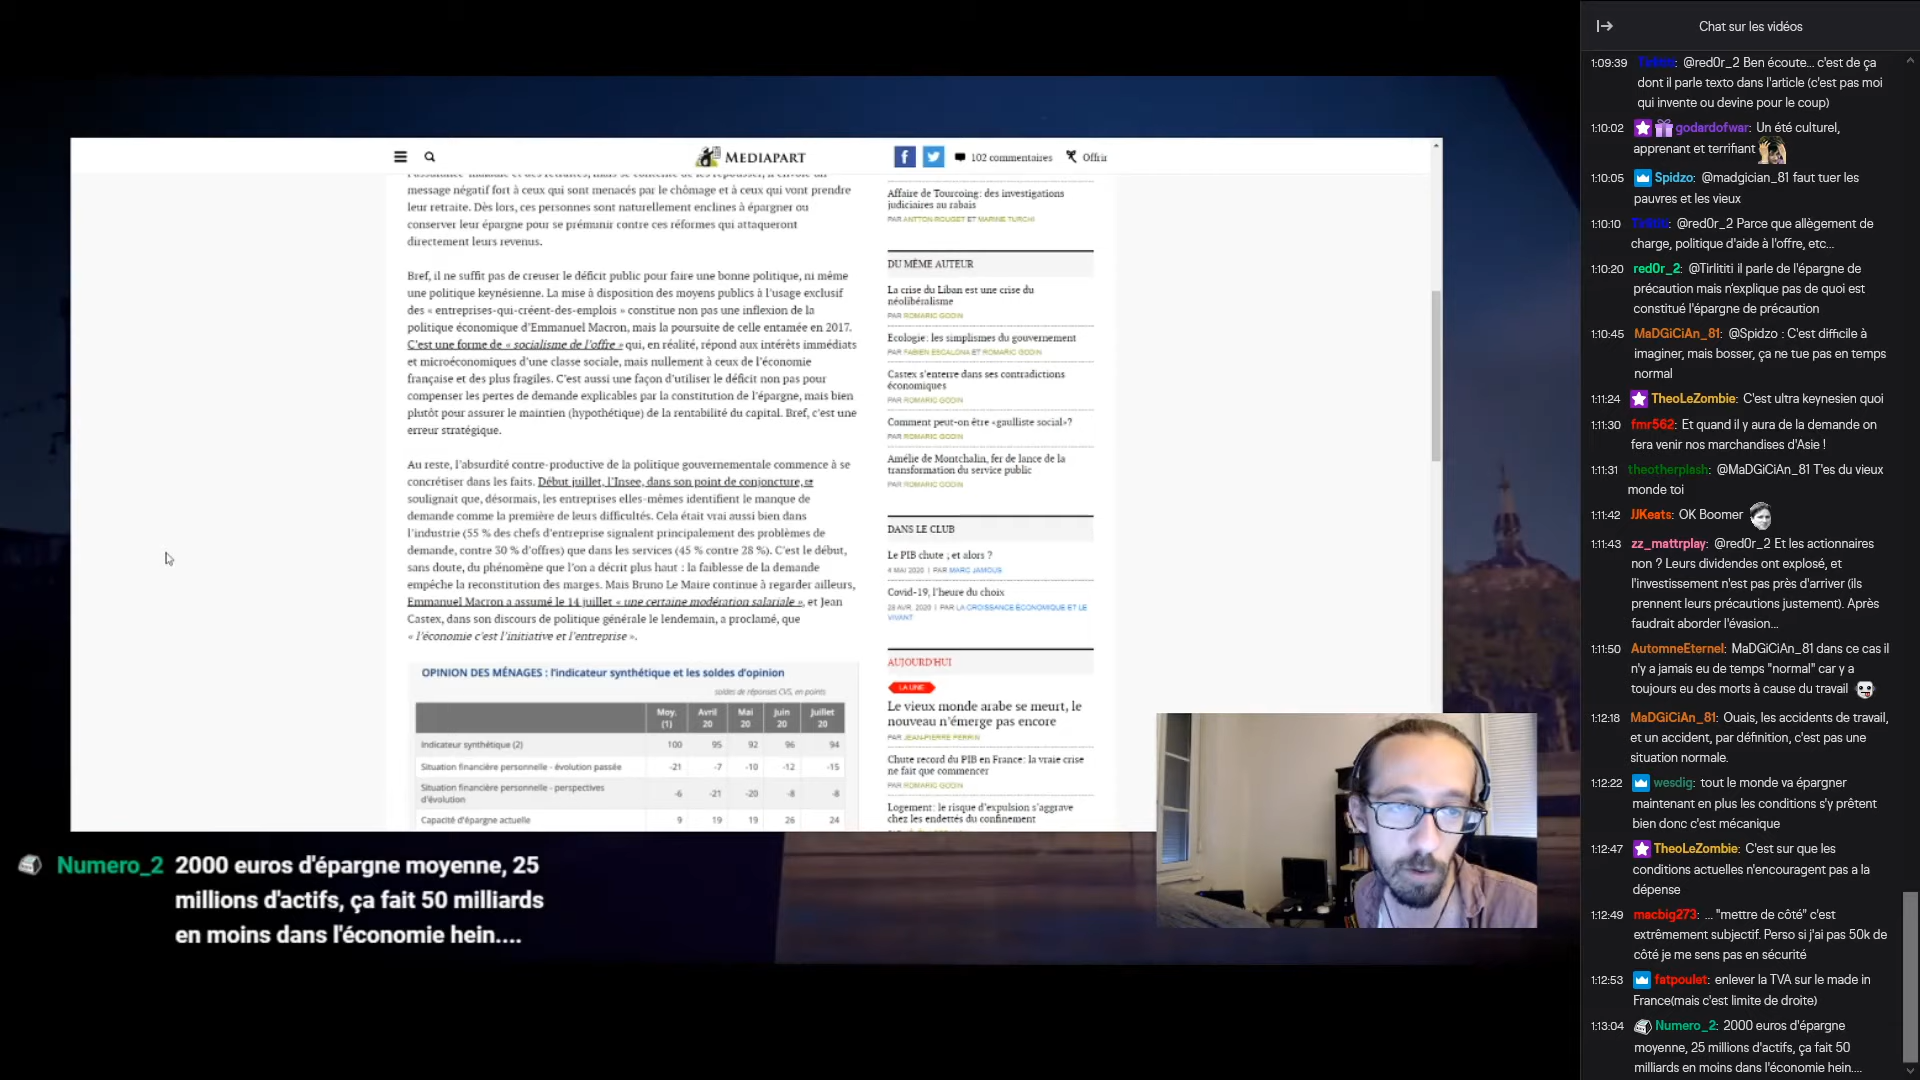 MEDIAPART
102 commentaires
Offrir
message négatif fort à ceux qui sont menacés par le chômage et à ceux qui vont prendre
leur retraite. Dès lors, ces personnes sont naturellement enclines à épargner ou
conserver leur épargne pour se prémunir contre ces réformes qui attaqueront
directement leurs revenus.
Bref, il ne suffit pas de creuser le déficit public pour faire une bonne politique, ni même
une politique keynésienne. La mise à disposition des moyens publics à l'usage exclusif
des « entreprises-qui-créent-des-emplois » constitue non pas une inflexion de la
politique économique d'Emmanuel Macron, mais la poursuite de celle entamée en 2017.
C'est une forme de « socialisme de l'offre » qui, en réalité, répond aux intérêts immédiats
et microéconomiques d'une classe sociale, mais nullement à ceux de l'économie
française et des plus fragiles. C'est aussi une façon d'utiliser le déficit non pas pour
compenser les pertes de demande explicables par la constitution de l'épargne, mais bien
plutôt pour assurer le maintien (hypothétique) de la rentabilité du capital. Bref, c'est une
erreur stratégique.
Au reste, l'absurdité contre-productive de la politique gouvernementale commence à se
concrétiser dans les faits. Début juillet, l'Insee, dans son point de conjoncture,
soulignait que, désormais, les entreprises elles-mêmes identifient le manque de
demande comme la première de leurs difficultés. Cela était vrai aussi bien dans
l'industrie (55 % des chefs d'entreprise signalent principalement des problèmes de
demande, contre 30 % d'offres) que dans les services (45 % contre 28 %). C'est le début,
sans doute, du phénomène que l'on a décrit plus haut : la faiblesse de la demande
empêche la reconstitution des marges. Mais Bruno Le Maire continue à regarder ailleurs,
Emmanuel Macron a assumé le 14 juillet « une certaine modération salariale », et Jean
Castex, dans son discours de politique générale le lendemain, a proclamé, que
« l'économie c'est l'initiative et l'entreprise ».
OPINION DES MÉNAGES : l'indicateur synthétique et les soldes d'opinion
soldes de réponses CVS, en points
Moy. (1) Avril 20 Mai 20 Juin 20 Juillet 20
Indicateur synthétique (2) 100 95 92 96 94
Situation financière personnelle - évolution passée -21 -7 -10 -12 -15
Situation financière personnelle - perspectives
d'évolution -6 -21 -20 -8 -8
Capacité d'épargne actuelle 9 19 19 26 24
Affaire de Tourcoing: des investigations
judiciaires au rabais
PAR ANTTON ROUGET ET MARINE TURCHI
DU MÊME AUTEUR
La crise du Liban est une crise du
néolibéralisme
PAR ROMARIC GODIN
Ecologie: les simplismes du gouvernement
PAR FABIEN ESCALONA ET ROMARIC GODIN
Castex s'enterre dans ses contradictions
économiques
PAR ROMARIC GODIN
Comment peut-on être «gaulliste social»?
PAR ROMARIC GODIN
Amélie de Montchalin, fer de lance de la
transformation du service public
PAR ROMARIC GODIN
DANS LE CLUB
Le PIB chute ; et alors ?
4 MAI 2020 | PAR MARC JAMOUS
Covid-19, l'heure du choix
28 AVR. 2020 | PAR LA CROISSANCE ÉCONOMIQUE ET LE
VIVANT
AUJOURD'HUI
LA UNE
Le vieux monde arabe se meurt, le
nouveau n'émerge pas encore
PAR JEAN-PIERRE PERRIN
Chute record du PIB en France: la vraie crise
ne fait que commencer
PAR ROMARIC GODIN
Logement: le risque d'expulsion s'aggrave
chez les endettés du confinement
Numero_2 2000 euros d'épargne moyenne, 25
millions d'actifs, ça fait 50 milliards
en moins dans l'économie hein....
Chat sur les vidéos
1:09:39 : @red0r_2 Ben écoute... c'est de ça
dont il parle texto dans l'article (c'est pas moi
qui invente ou devine pour le coup)
1:10:02 godardofwar: Un été culturel,
apprenant et terrifiant
1:10:05 Spidzo: @madgician_81 faut tuer les
pauvres et les vieux
1:10:10 : @red0r_2 Parce que allègement de
charge, politique d'aide à l'offre, etc...
1:10:20 red0r_2: @Tirlititi il parle de l'épargne de
précaution mais n'explique pas de quoi est
constitué l'épargne de précaution
1:10:45 MaDGiCiAn_81: @Spidzo : C'est difficile à
imaginer, mais bosser, ça ne tue pas en temps
normal
1:11:24 TheoLeZombie: C'est ultra keynesien quoi
1:11:30 fmr562: Et quand il y aura de la demande on
fera venir nos marchandises d'Asie !
1:11:31 theotherplash: @MaDGiCiAn_81 T'es du vieux
monde toi
1:11:42 JJKeats: OK Boomer
1:11:43 zz_mattrplay: @red0r_2 Et les actionnaires
non ? Leurs dividendes ont explosé, et
l'investissement n'est pas près d'arriver (ils
prennent leurs précautions justement). Après
faudrait aborder l'évasion...
1:11:50 AutomneEternel: MaDGiCiAn_81 dans ce cas il
n'y a jamais eu de temps "normal" car y a
toujours eu des morts à cause du travail
1:12:18 MaDGiCiAn_81: Ouais, les accidents de travail,
et un accident, par définition, c'est pas une
situation normale.
1:12:22 wesdig: tout le monde va épargner
maintenant en plus les conditions s'y prêtent
bien donc c'est mécanique
1:12:47 TheoLeZombie: C'est sur que les
conditions actuelles n'encouragent pas a la
dépense
1:12:49 macbig273: ... "mettre de côté" c'est
extrêmement subjectif. Perso si j'ai pas 50k de
côté je me sens pas en sécurité
1:12:53 fatpoulet: enlever la TVA sur le made in
France(mais c'est limite de droite)
1:13:04 Numero_2: 2000 euros d'épargne
moyenne, 25 millions d'actifs, ça fait 50
milliards en moins dans l'économie hein....